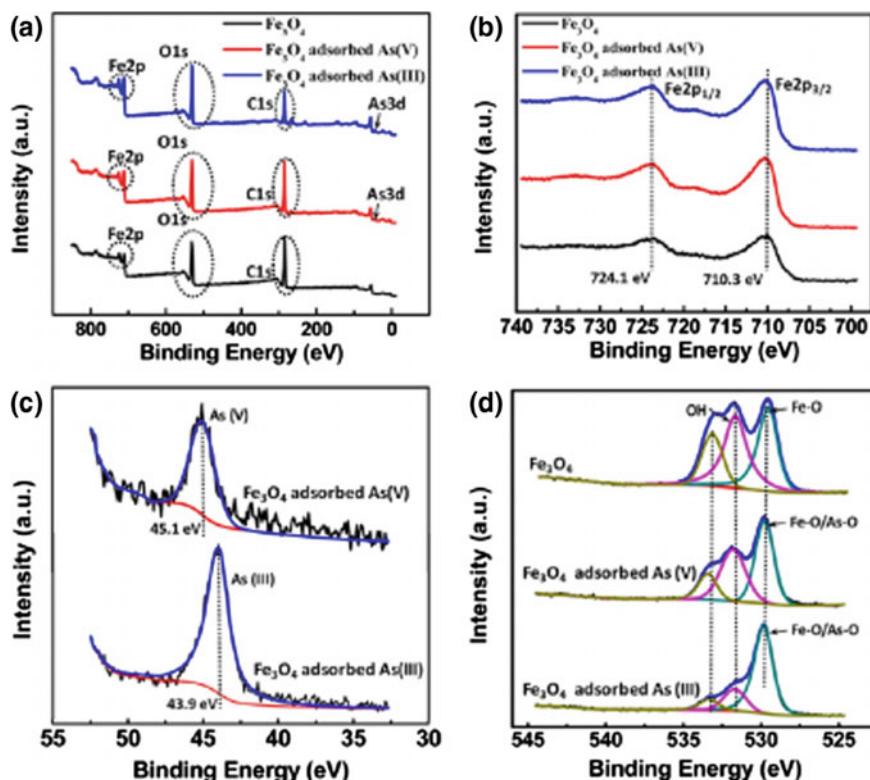 (a)
Fe₃O₄
Fe₃O₄ adsorbed As(V)
Fe₃O₄ adsorbed As(III)
Fe2p
O1s
C1s
As3d
Fe2p
O1s
C1s
As3d
Fe2p
O1s
C1s
Intensity (a.u.)
800 600 400 200 0
Binding Energy (eV)
(b)
Fe₃O₄
Fe₃O₄ adsorbed As(V)
Fe₃O₄ adsorbed As(III)
Fe2p₁/₂
Fe2p₃/₂
724.1 eV
710.3 eV
Intensity (a.u.)
740 735 730 725 720 715 710 705 700
Binding Energy (eV)
(c)
As (V)
Fe₃O₄ adsorbed As(V)
45.1 eV
As (III)
Fe₃O₄ adsorbed As(III)
43.9 eV
Intensity (a.u.)
55 50 45 40 35 30
Binding Energy (eV)
(d)
OH
Fe-O
Fe₃O₄
Fe-O/As-O
Fe₃O₄ adsorbed As (V)
Fe-O/As-O
Fe₃O₄ adsorbed As (III)
Intensity (a.u.)
545 540 535 530 525
Binding Energy (eV)